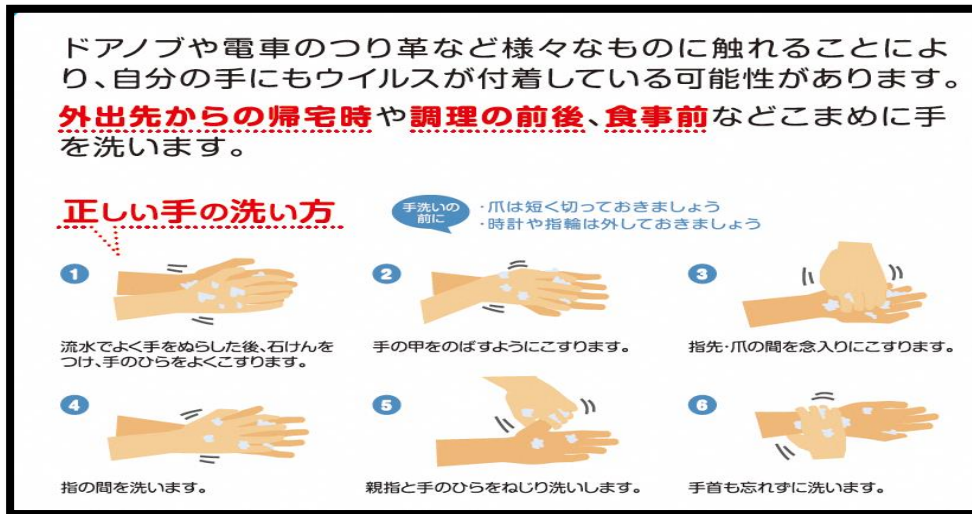 ドアノブや電車のつり革など様々なものに触れることによ
り、自分の手にもウイルスが付着している可能性があります。
外出先からの帰宅時や調理の前後、食事前などこまめに手
を洗います。
正しい手の洗い方
手洗いの
前に
・爪は短く切っておきましょう
・時計や指輪は外しておきましょう
1
流水でよく手をぬらした後、石けんを
つけ、手のひらをよくこすります。
2
手の甲をのばすようにこすります。
3
指先・爪の間を念入りにこすります。
4
指の間を洗います。
5
親指と手のひらをねじり洗いします。
6
手首も忘れずに洗います。